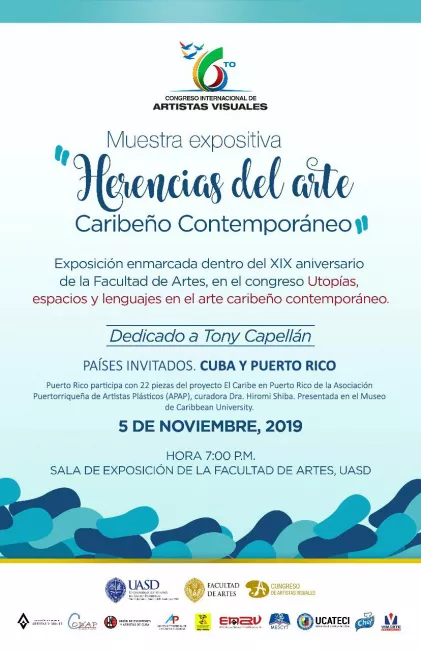 6TO
CONGRESO INTERNACIONAL DE
ARTISTAS VISUALES
Muestra expositiva
"Herencias del arte
Caribeño Contemporáneo"
Exposición enmarcada dentro del XIX aniversario
de la Facultad de Artes, en el congreso Utopías,
espacios y lenguajes en el arte caribeño contemporáneo.
Dedicado a Tony Capellán
PAÍSES INVITADOS. CUBA Y PUERTO RICO
Puerto Rico participa con 22 piezas del proyecto El Caribe en Puerto Rico de la Asociación
Puertorriqueña de Artistas Plásticos (APAP), curadora Dra. Hiromi Shiba. Presentada en el Museo
de Caribbean University.
5 DE NOVIEMBRE, 2019
HORA 7:00 P.M.
SALA DE EXPOSICIÓN DE LA FACULTAD DE ARTES, UASD
UASD
FACULTAD
DE ARTES
CONGRESO
DE ARTISTAS VISUALES
CODAP
MESCYT
UCATECI
Chef